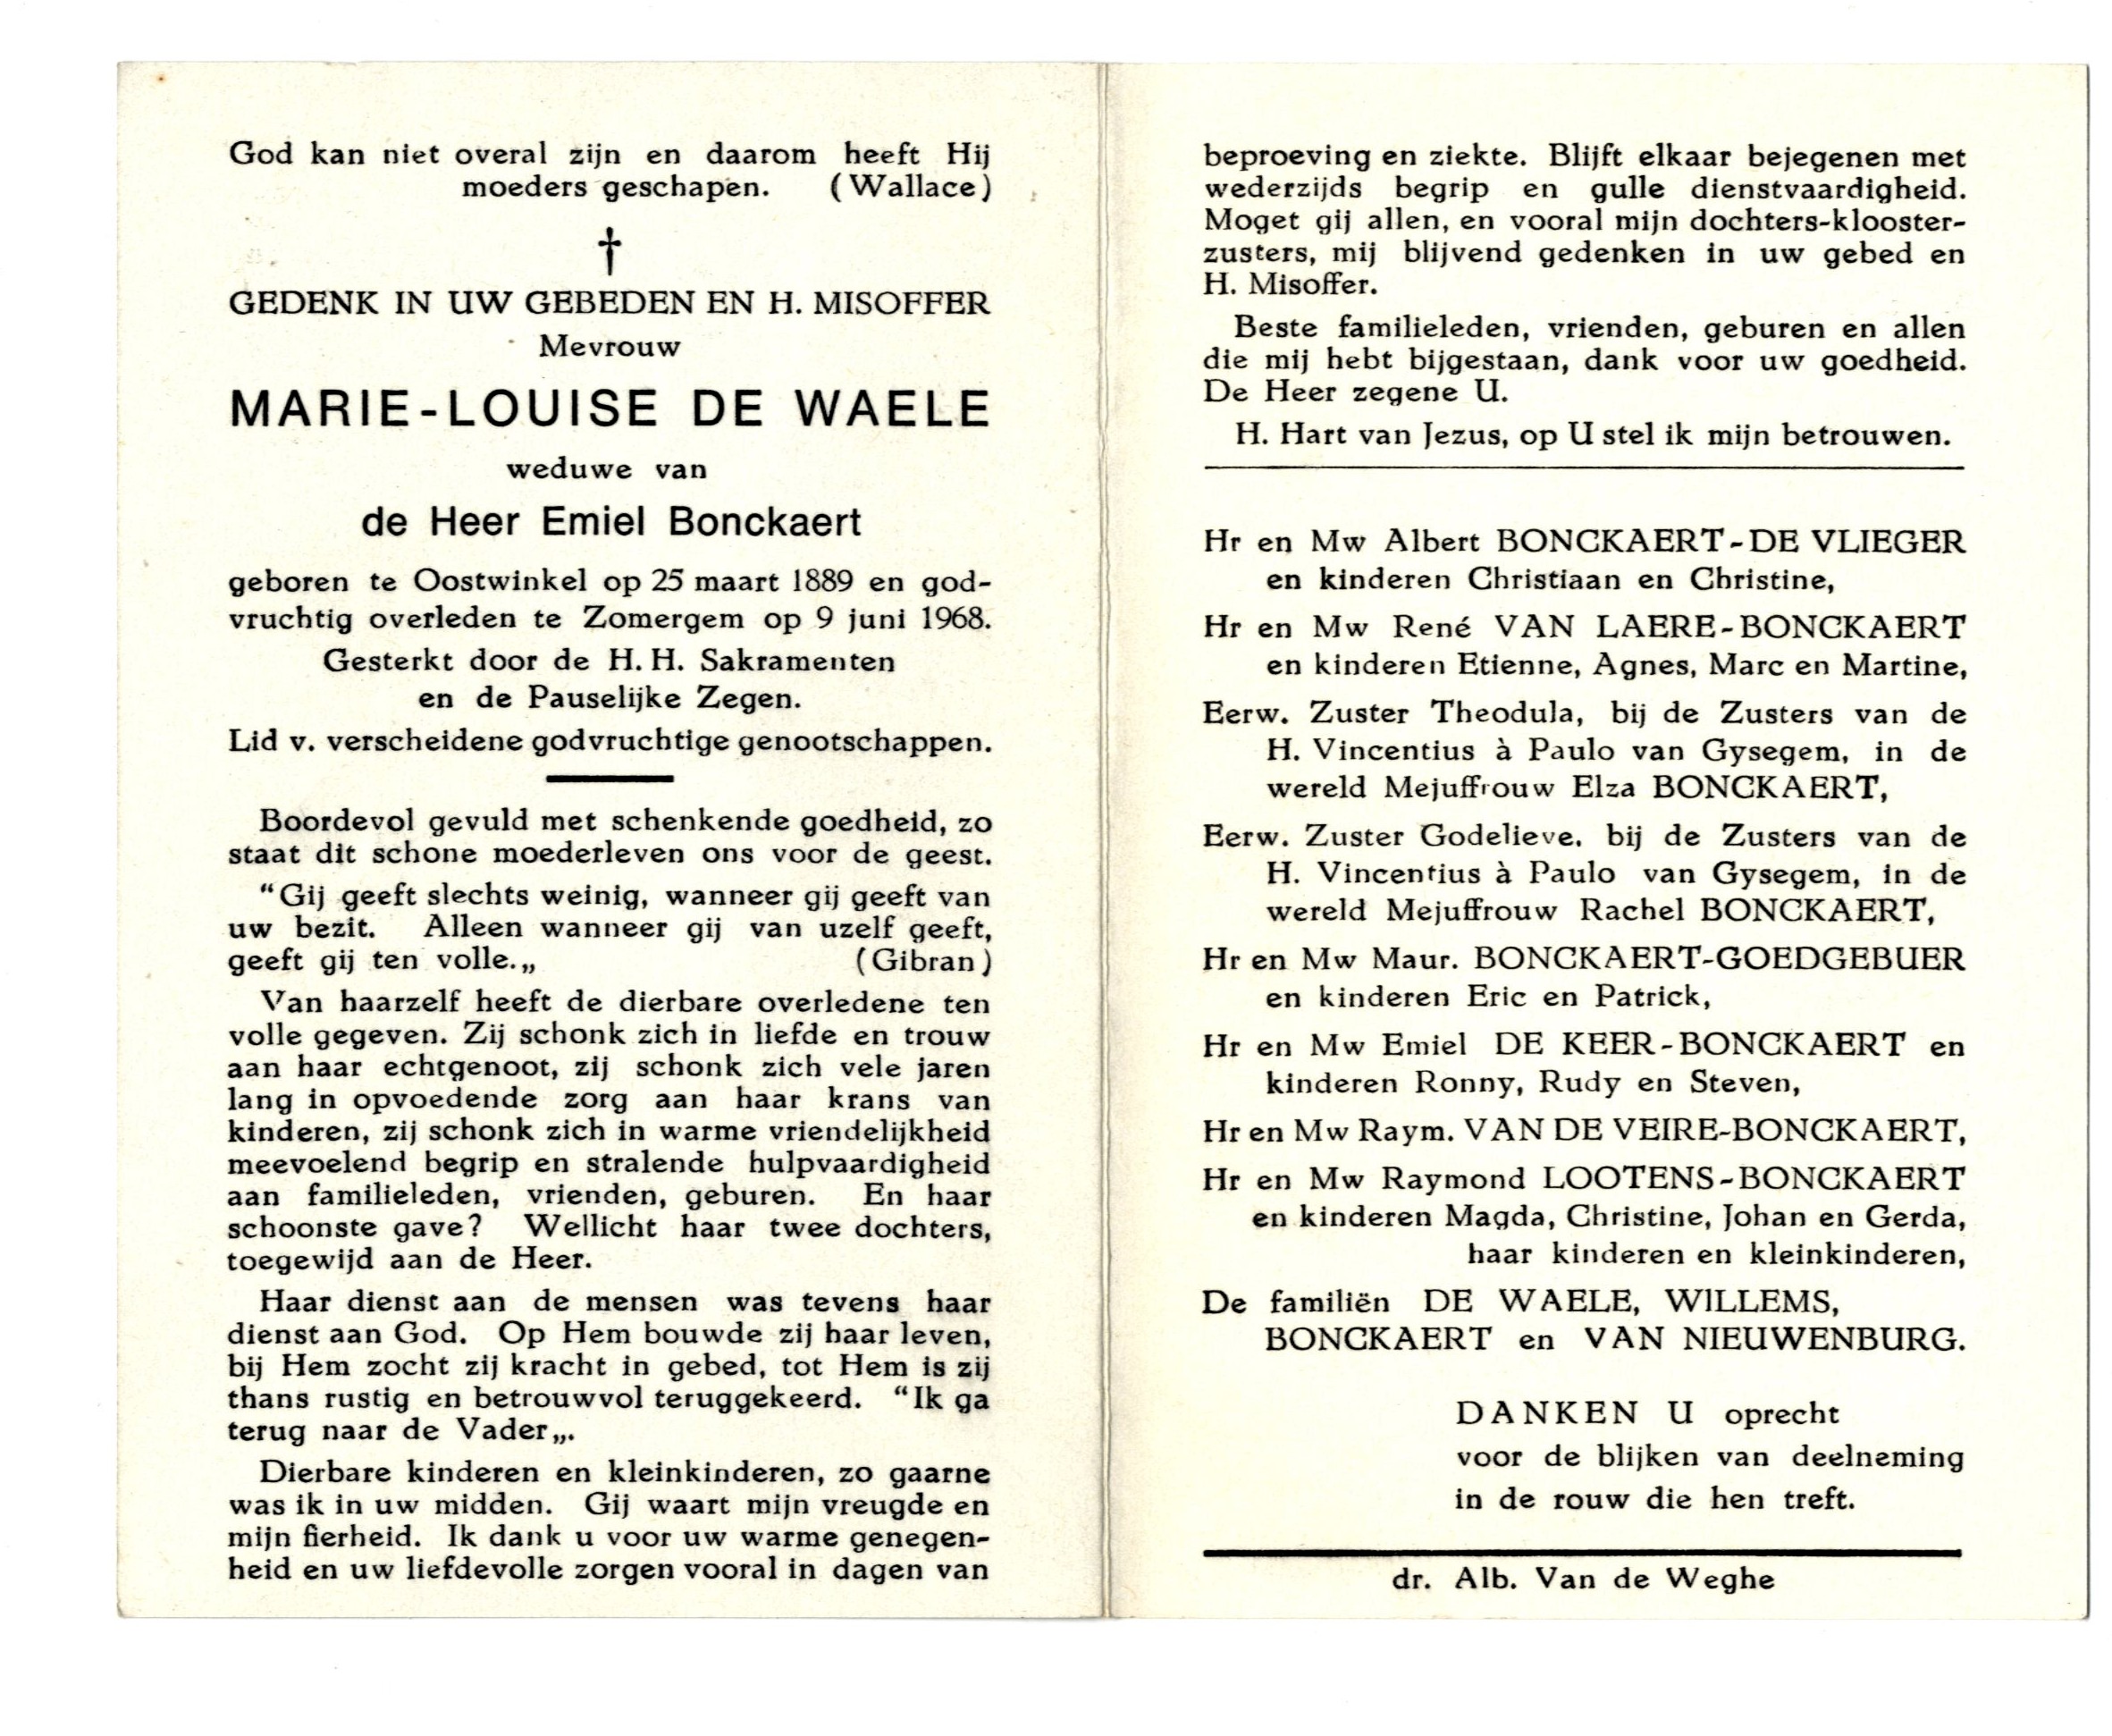 God kan niet overal zijn en daarom heeft Hij
moeders geschapen. (Wallace)
†
GEDENK IN UW GEBEDEN EN H. MISOFFER
Mevrouw
MARIE-LOUISE DE WAELE
weduwe van
de Heer Emiel Bonckaert
geboren te Oostwinkel op 25 maart 1889 en god-
vruchtig overleden te Zomergem op 9 juni 1968.
Gesterkt door de H. H. Sakramenten
en de Pauselijke Zegen.
Lid v. verscheidene godvruchtige genootschappen.
Boordevol gevuld met schenkende goedheid, zo
staat dit schone moederleven ons voor de geest.
“Gij geeft slechts weinig, wanneer gij geeft van
uw bezit. Alleen wanneer gij van uzelf geeft,
geeft gij ten volle.„ (Gibran)
Van haarzelf heeft de dierbare overledene ten
volle gegeven. Zij schonk zich in liefde en trouw
aan haar echtgenoot, zij schonk zich vele jaren
lang in opvoedende zorg aan haar krans van
kinderen, zij schonk zich in warme vriendelijkheid
meevoelend begrip en stralende hulpvaardigheid
aan familieleden, vrienden, geburen. En haar
schoonste gave? Wellicht haar twee dochters,
toegewijd aan de Heer.
Haar dienst aan de mensen was tevens haar
dienst aan God. Op Hem bouwde zij haar leven,
bij Hem zocht zij kracht in gebed, tot Hem is zij
thans rustig en betrouwvol teruggekeerd. “Ik ga
terug naar de Vader„.
Dierbare kinderen en kleinkinderen, zo gaarne
was ik in uw midden. Gij waart mijn vreugde en
mijn fierheid. Ik dank u voor uw warme genegen-
heid en uw liefdevolle zorgen vooral in dagen van
beproeving en ziekte. Blijft elkaar bejegenen met
wederzijds begrip en gulle dienstvaardigheid.
Moget gij allen, en vooral mijn dochters-klooster-
zusters, mij blijvend gedenken in uw gebed en
H. Misoffer.
Beste familieleden, vrienden, geburen en allen
die mij hebt bijgestaan, dank voor uw goedheid.
De Heer zegene U.
H. Hart van Jezus, op U stel ik mijn betrouwen.
Hr en Mw Albert BONCKAERT-DE VLIEGER
en kinderen Christiaan en Christine,
Hr en Mw René VAN LAERE-BONCKAERT
en kinderen Etienne, Agnes, Marc en Martine,
Eerw. Zuster Theodula, bij de Zusters van de
H. Vincentius à Paulo van Gysegem, in de
wereld Mejuffrouw Elza BONCKAERT,
Eerw. Zuster Godelieve. bij de Zusters van de
H. Vincentius à Paulo van Gysegem, in de
wereld Mejuffrouw Rachel BONCKAERT,
Hr en Mw Maur. BONCKAERT-GOEDGEBUER
en kinderen Eric en Patrick,
Hr en Mw Emiel DE KEER-BONCKAERT en
kinderen Ronny, Rudy en Steven,
Hr en Mw Raym. VAN DE VEIRE-BONCKAERT,
Hr en Mw Raymond LOOTENS-BONCKAERT
en kinderen Magda, Christine, Johan en Gerda,
haar kinderen en kleinkinderen,
De familiën DE WAELE, WILLEMS,
BONCKAERT en VAN NIEUWENBURG.
DANKEN U oprecht
voor de blijken van deelneming
in de rouw die hen treft.
dr. Alb. Van de Weghe